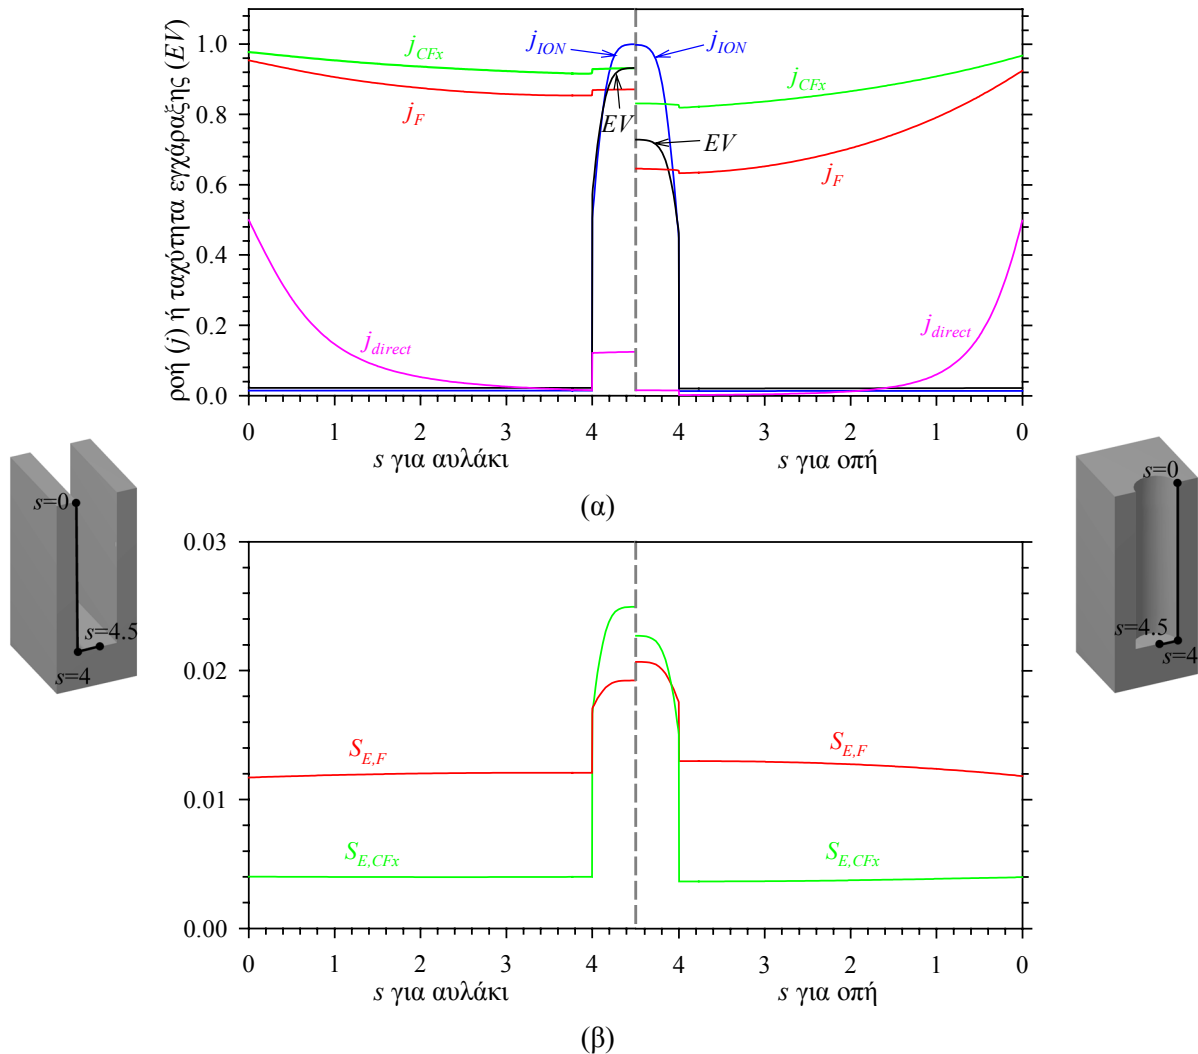 ροή (j) ή ταχύτητα εγχάραξης (EV)
1.0
0.8
0.6
0.4
0.2
0.0
j_CFx
j_ION
j_ION
j_CFx
j_F
EV
EV
j_F
j_direct
j_direct
0 1 2 3 4 4 3 2 1 0
s για αυλάκι
s για οπή
(α)
s=0
s=4.5
s=4
s=0
s=4.5
s=4
0.03
0.02
0.01
0.00
S_E,F
S_E,F
S_E,CFx
S_E,CFx
0 1 2 3 4 4 3 2 1 0
s για αυλάκι
s για οπή
(β)